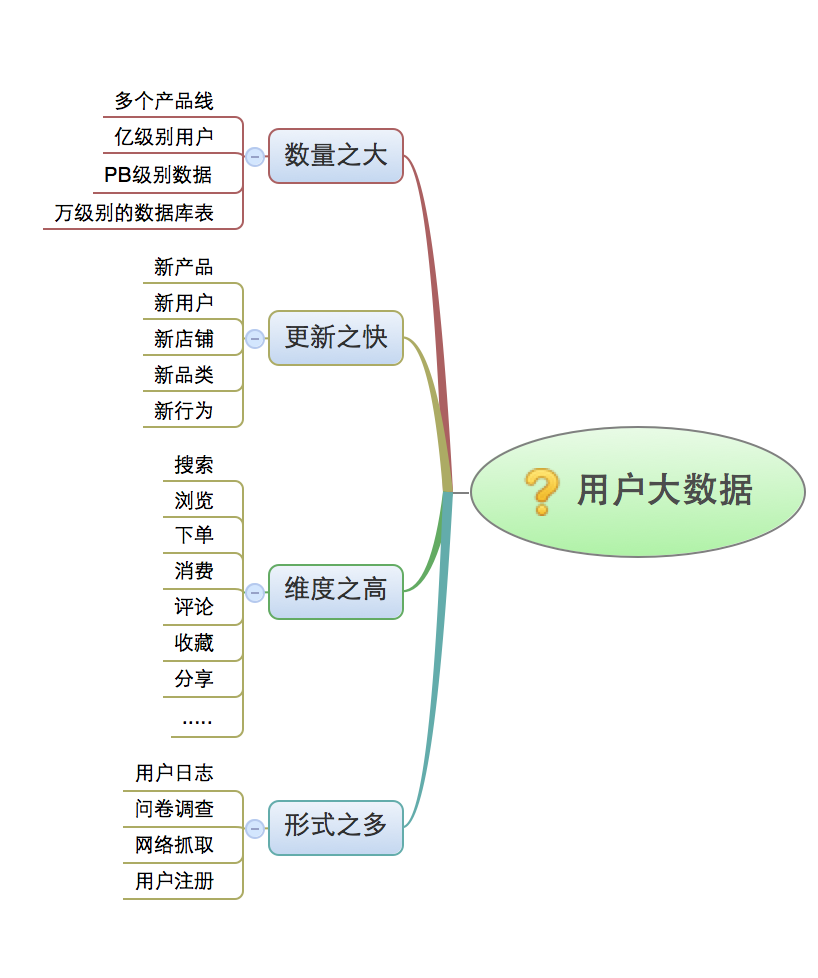 多个产品线
亿级别用户
PB级别数据
万级别的数据库表
数量之大
新产品
新用户
新店铺
新品类
新行为
更新之快
搜索
浏览
下单
消费
评论
收藏
分享
.....
维度之高
用户日志
问卷调查
网络抓取
用户注册
形式之多
用户大数据